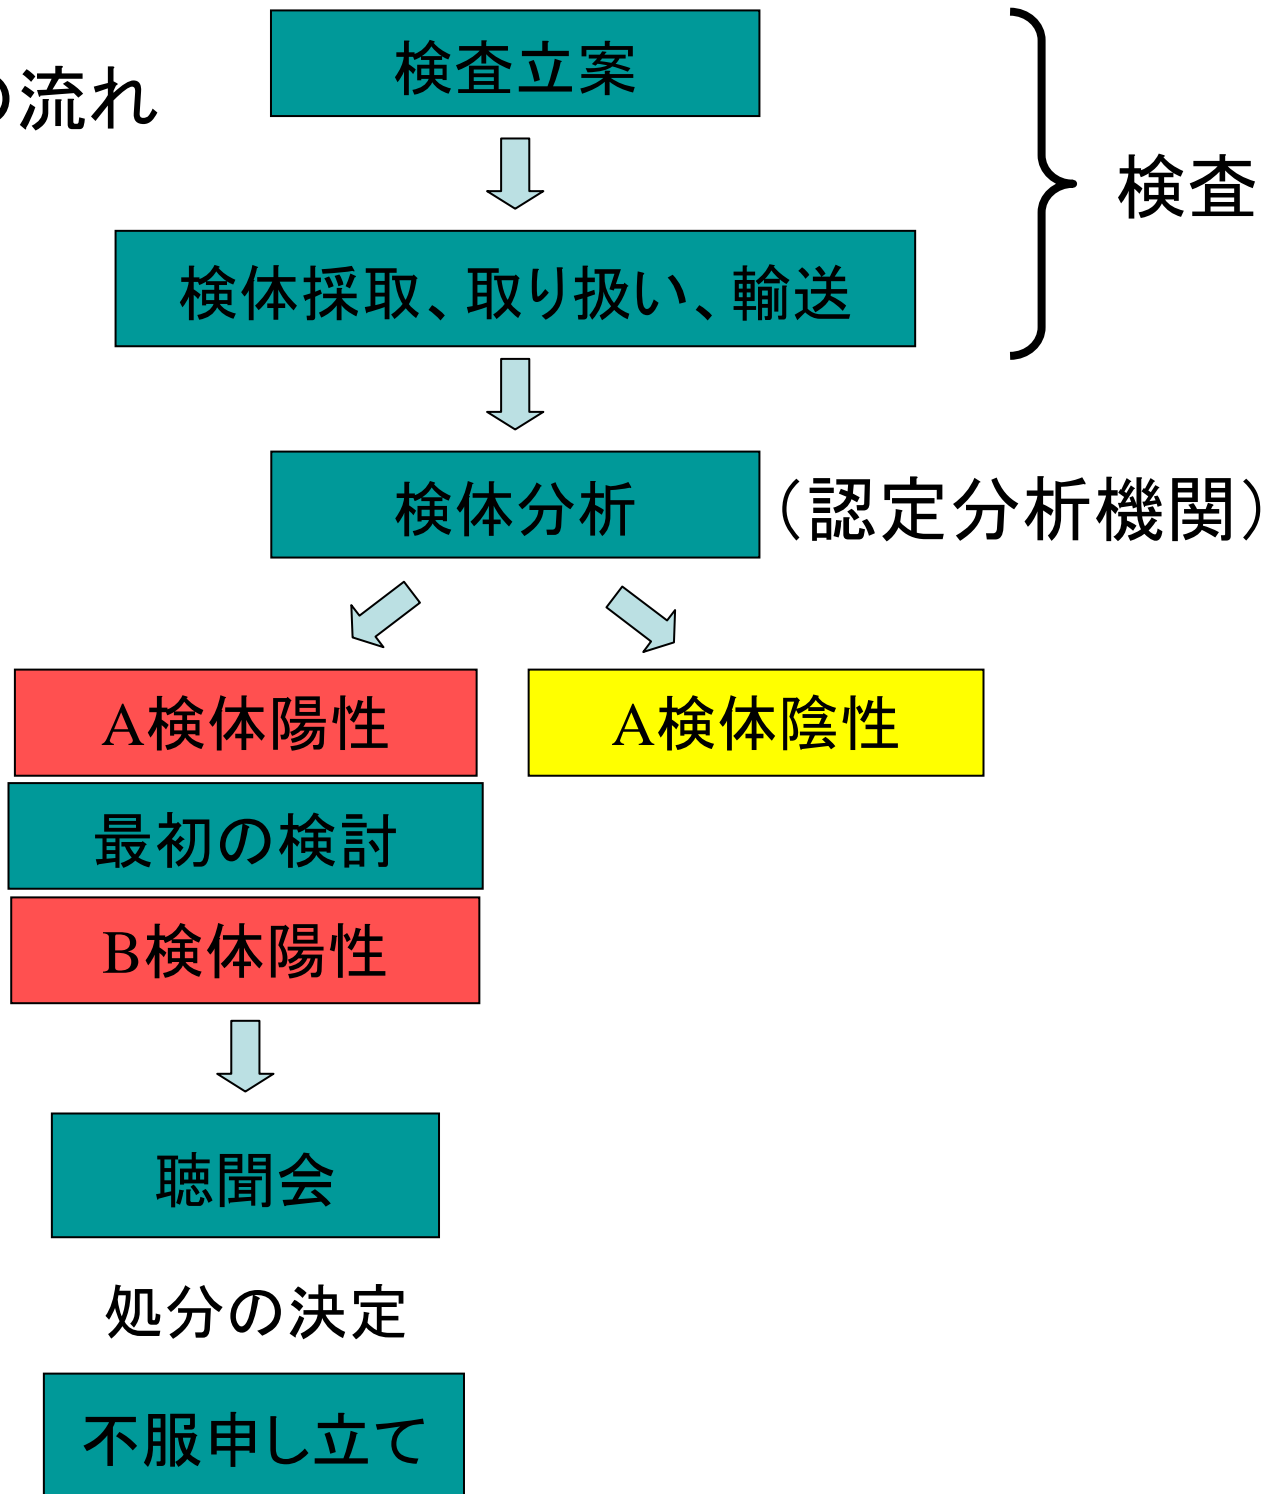 の流れ
検査立案
検査
検体採取、取り扱い、輸送
検体分析
（認定分析機関）
A検体陽性
A検体陰性
最初の検討
B検体陽性
聴聞会
処分の決定
不服申し立て